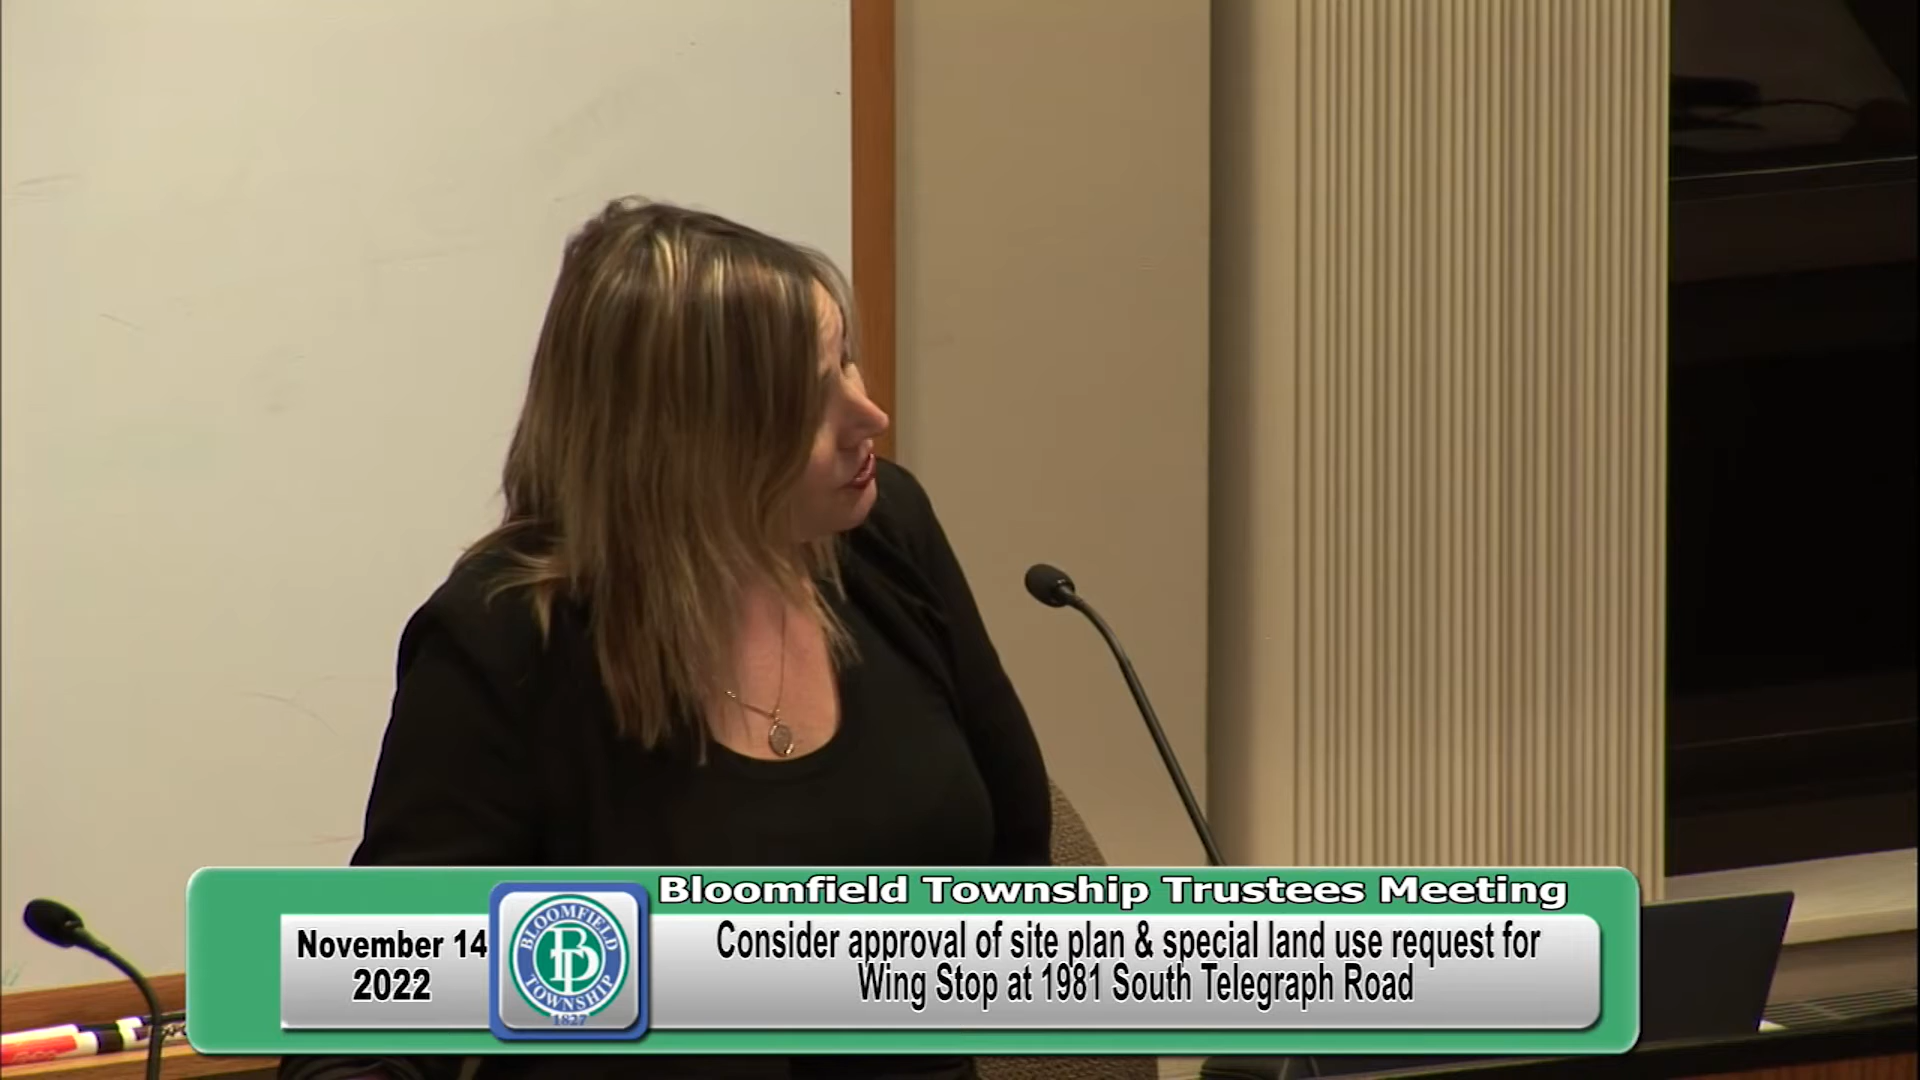 Bloomfield Township Trustees Meeting
November 14
2022
BLOOMFIELD
BT
TOWNSHIP
1827
Consider approval of site plan & special land use request for
Wing Stop at 1981 South Telegraph Road